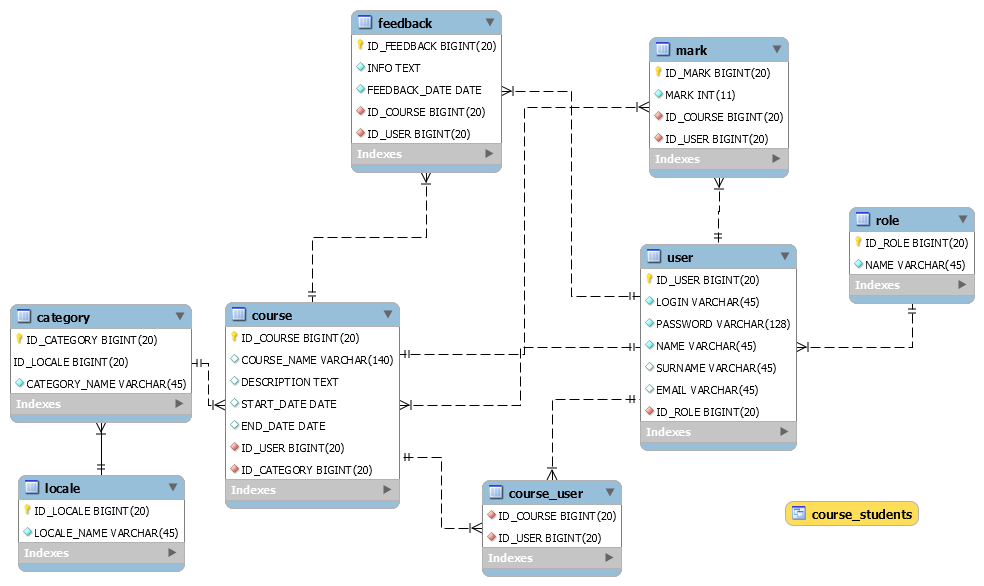 feedback
ID_FEEDBACK BIGINT(20)
INFO TEXT
FEEDBACK_DATE DATE
ID_COURSE BIGINT(20)
ID_USER BIGINT(20)
Indexes
mark
ID_MARK BIGINT(20)
MARK INT(11)
ID_COURSE BIGINT(20)
ID_USER BIGINT(20)
Indexes
role
ID_ROLE BIGINT(20)
NAME VARCHAR(45)
Indexes
user
ID_USER BIGINT(20)
LOGIN VARCHAR(45)
PASSWORD VARCHAR(128)
NAME VARCHAR(45)
SURNAME VARCHAR(45)
EMAIL VARCHAR(45)
ID_ROLE BIGINT(20)
Indexes
category
ID_CATEGORY BIGINT(20)
ID_LOCALE BIGINT(20)
CATEGORY_NAME VARCHAR(45)
Indexes
course
ID_COURSE BIGINT(20)
COURSE_NAME VARCHAR(140)
DESCRIPTION TEXT
START_DATE DATE
END_DATE DATE
ID_USER BIGINT(20)
ID_CATEGORY BIGINT(20)
Indexes
locale
ID_LOCALE BIGINT(20)
LOCALE_NAME VARCHAR(45)
Indexes
course_user
ID_COURSE BIGINT(20)
ID_USER BIGINT(20)
Indexes
course_students